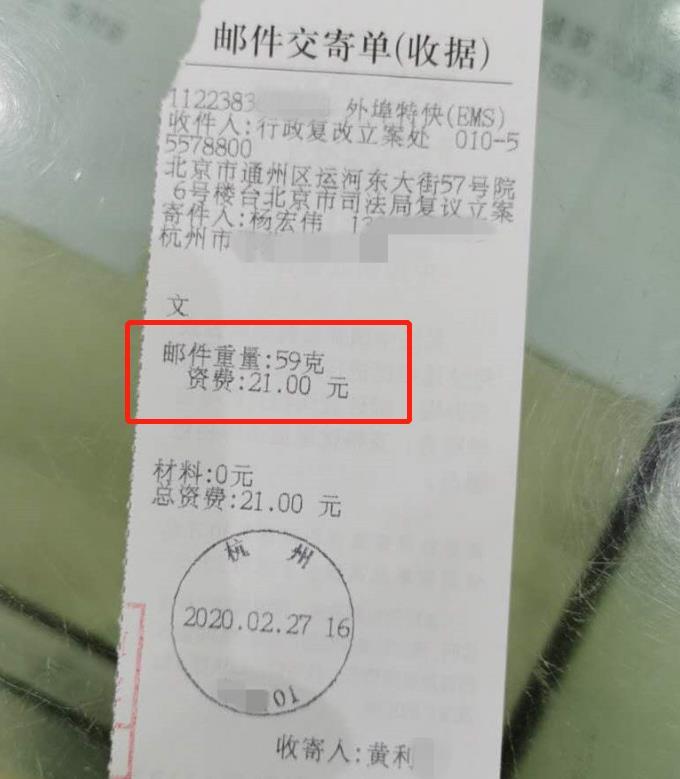 邮件交寄单(收据)
1122383 外埠特快(EMS)
收件人:行政复改立案处 010-5
5578800
北京市通州区运河东大街57号院
6号楼台北京市司法局复议立案
寄件人:杨宏伟 1
杭州市
文
邮件重量:59克
资费:21.00 元
材料:0元
总资费:21.00 元
杭 州
2020.02.27 16
01
收寄人:黄利